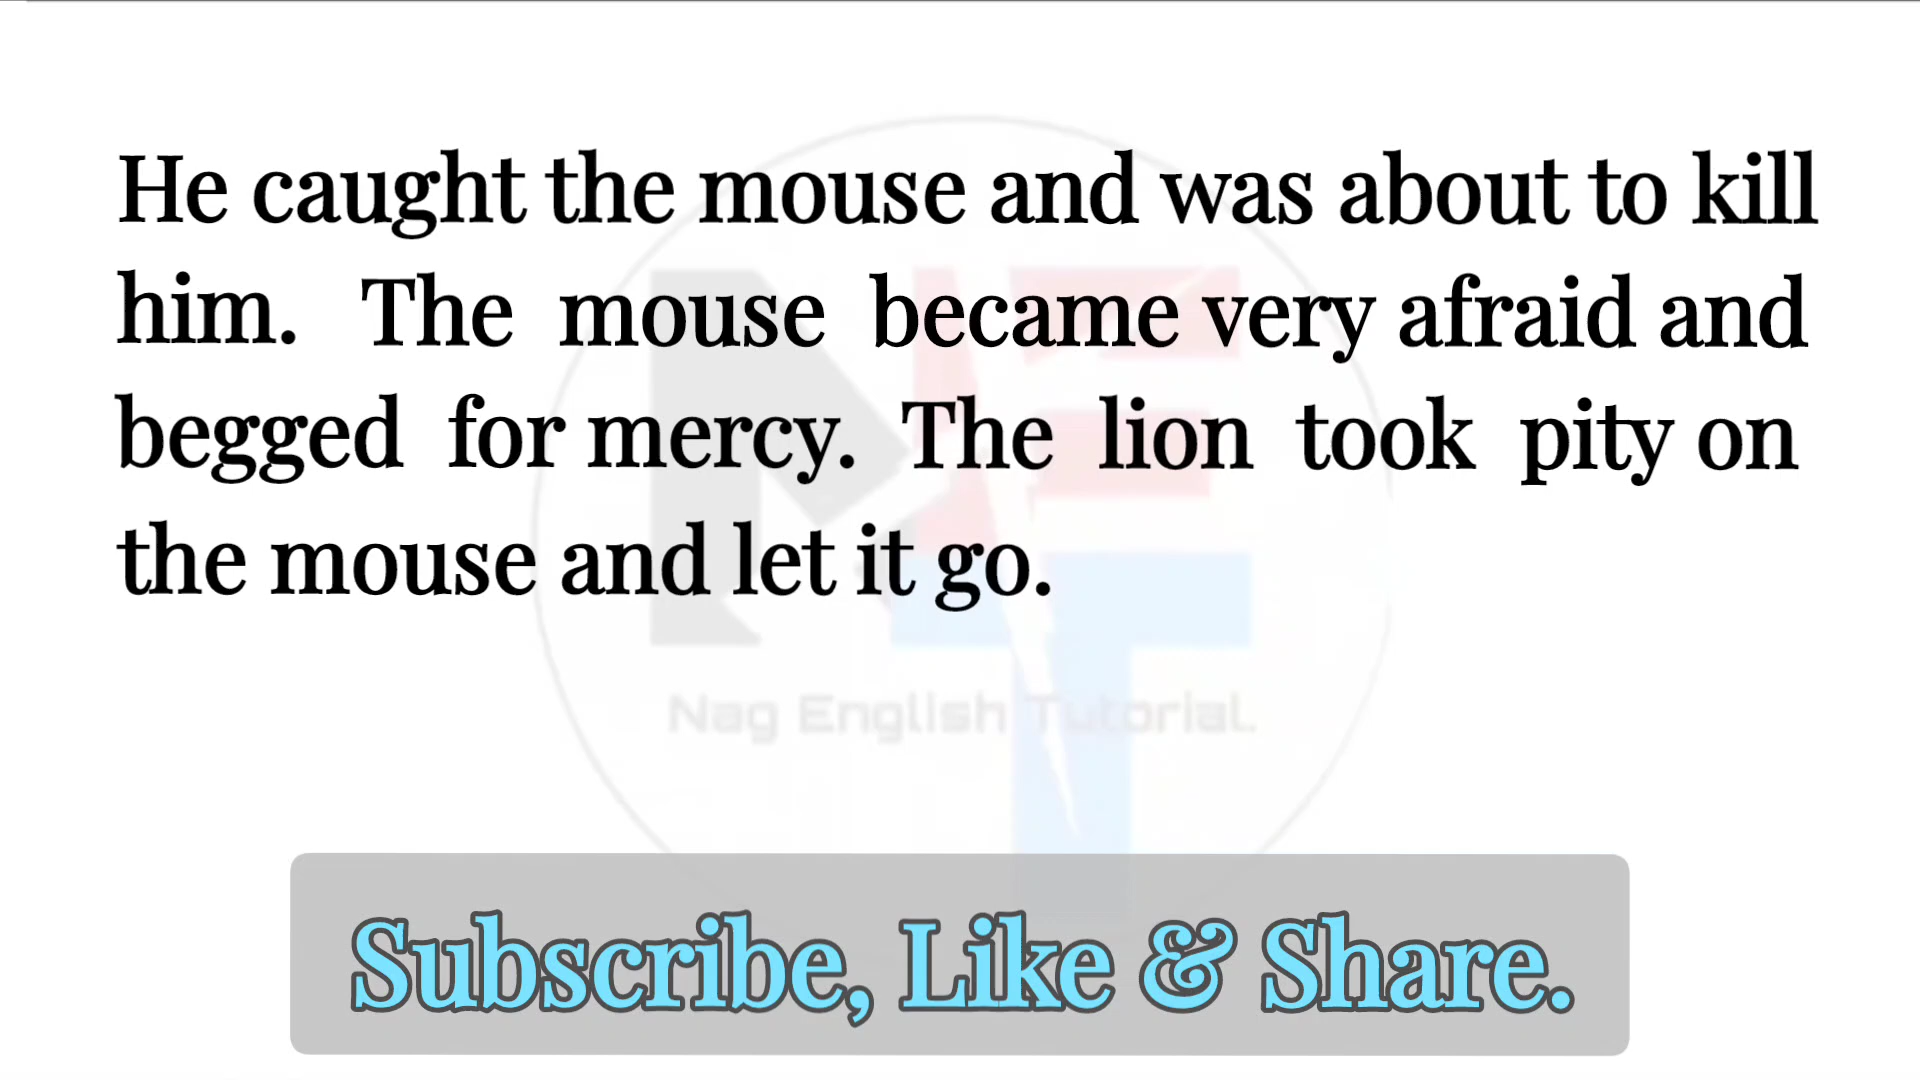 He caught the mouse and was about to kill
him. The mouse became very afraid and
begged for mercy. The lion took pity on
the mouse and let it go.
NET
Nag English Tutorial.
Subscribe, Like & Share.